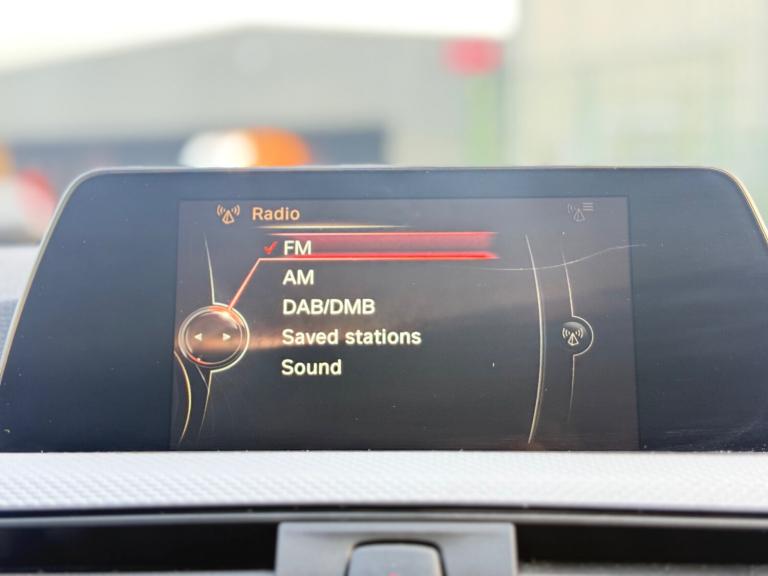 Radio
FM
AM
DAB/DMB
Saved stations
Sound